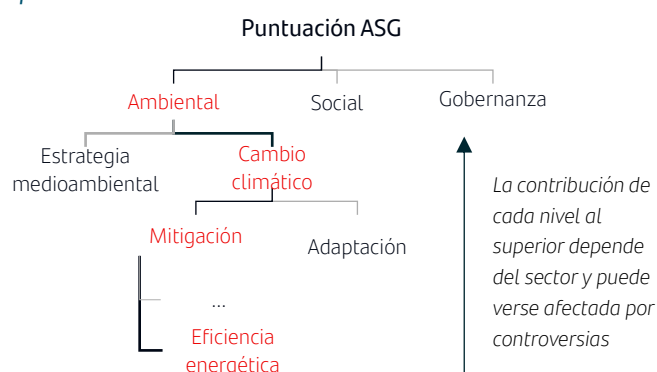 Puntuación ASG
Ambiental
Social
Gobernanza
Estrategia
medioambiental
Cambio
climático
Mitigación
Adaptación
...
Eficiencia
energética
La contribución de
cada nivel al
superior depende
del sector y puede
verse afectada por
controversias